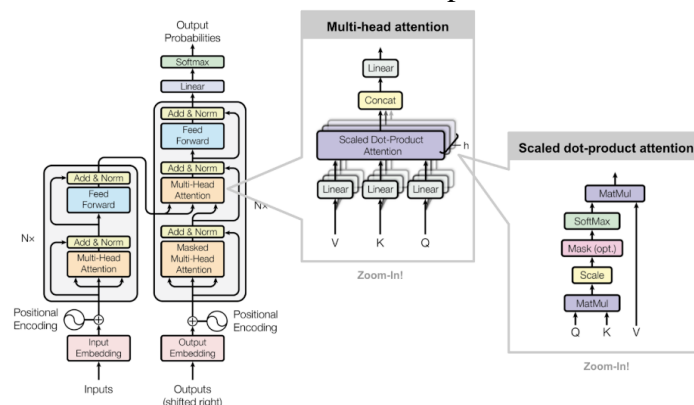 Output
Probabilities
Softmax
Linear
Add & Norm
Feed
Forward
Add & Norm
Multi-Head
Attention
Add & Norm
Masked
Multi-Head
Attention
Nx
Positional
Encoding
Output
Embedding
Outputs
(shifted right)
Add & Norm
Feed
Forward
Add & Norm
Multi-Head
Attention
Nx
Positional
Encoding
Input
Embedding
Inputs
Multi-head attention
Linear
Concat
Scaled Dot-Product
Attention
h
Linear Linear Linear
V K Q
Zoom-In!
Scaled dot-product attention
MatMul
SoftMax
Mask (opt.)
Scale
MatMul
Q K V
Zoom-In!